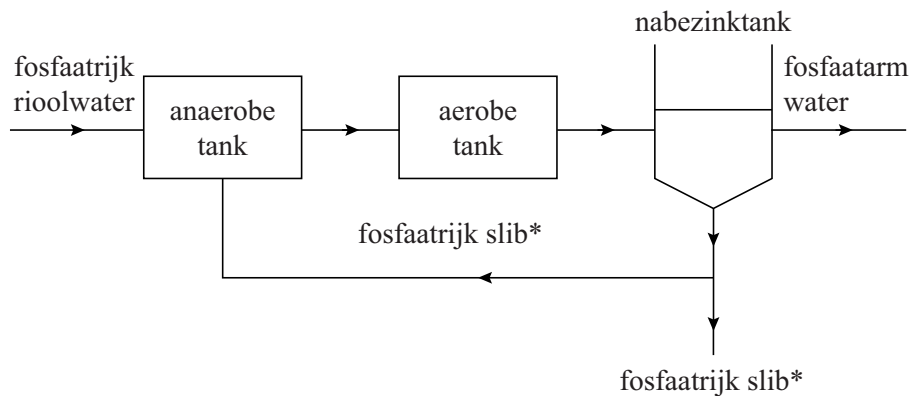 nabezinktank
fosfaatrijk
rioolwater
anaerobe
tank
aerobe
tank
fosfaatarm
water
fosfaatrijk slib*
fosfaatrijk slib*